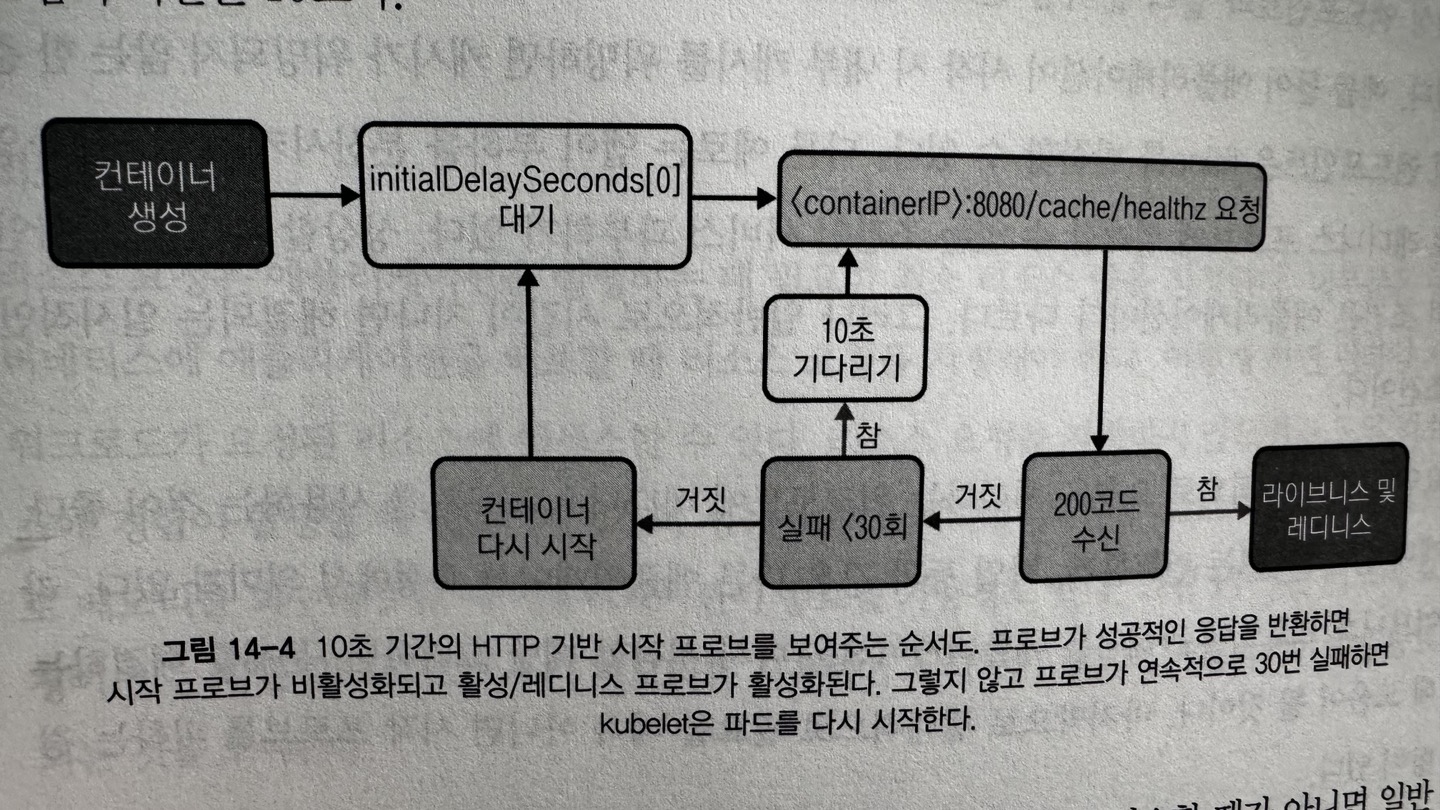 컨테이너
생성
initialDelaySeconds[0]
대기
〈containerIP〉:8080/cache/healthz 요청
10초
기다리기
참
컨테이너
다시 시작
거짓
실패 〈30회
거짓
200코드
수신
참
라이브니스 및
레디니스
그림 14-4 10초 기간의 HTTP 기반 시작 프로브를 보여주는 순서도. 프로브가 성공적인 응답을 반환하면
시작 프로브가 비활성화되고 활성/레디니스 프로브가 활성화된다. 그렇지 않고 프로브가 연속적으로 30번 실패하면
kubelet은 파드를 다시 시작한다.
아니면 일반